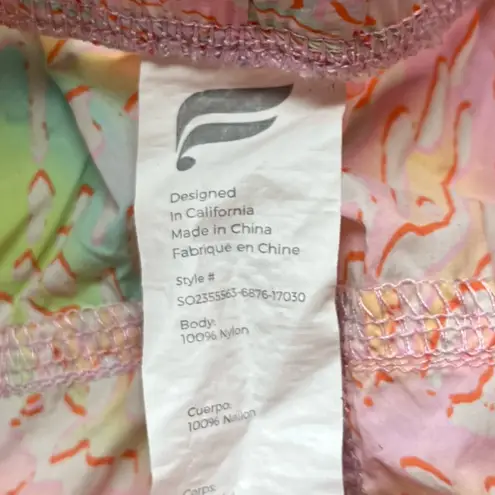 Designed
In California
Made in China
Fabrique en Chine
Style #
SO2355563-6876-17030
Body:
100% Nylon
Cuerpo:
100% Nailon
Corps: